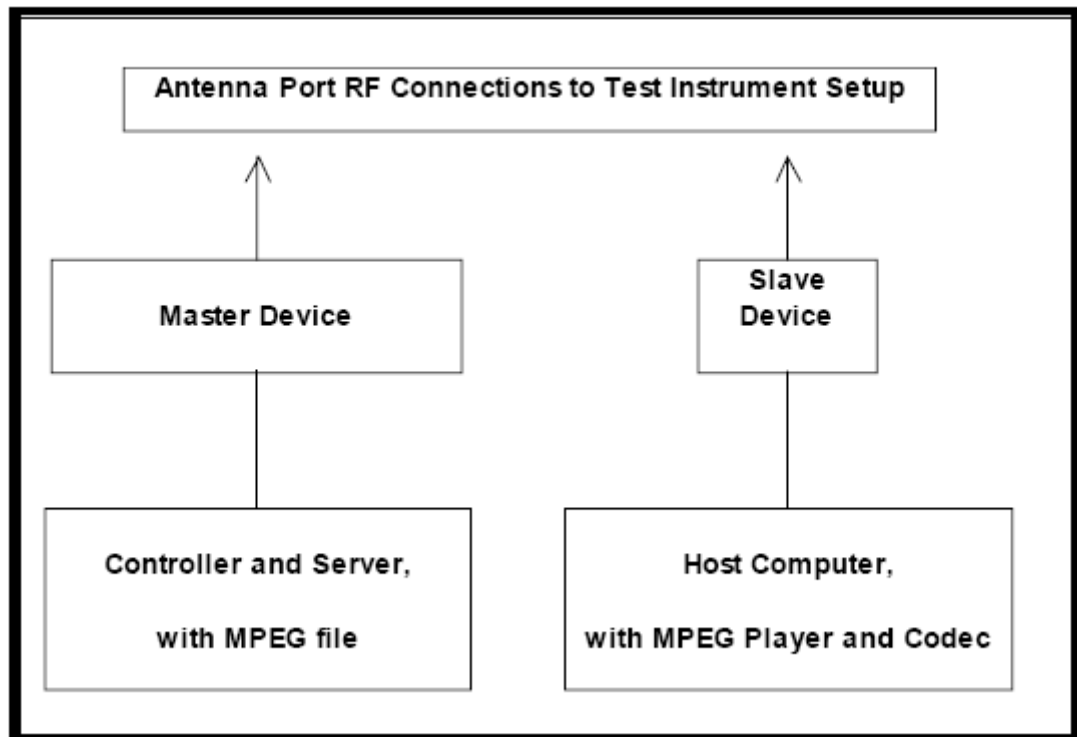 Antenna Port RF Connections to Test Instrument Setup
Master Device
Slave
Device
Controller and Server,
with MPEG file
Host Computer,
with MPEG Player and Codec